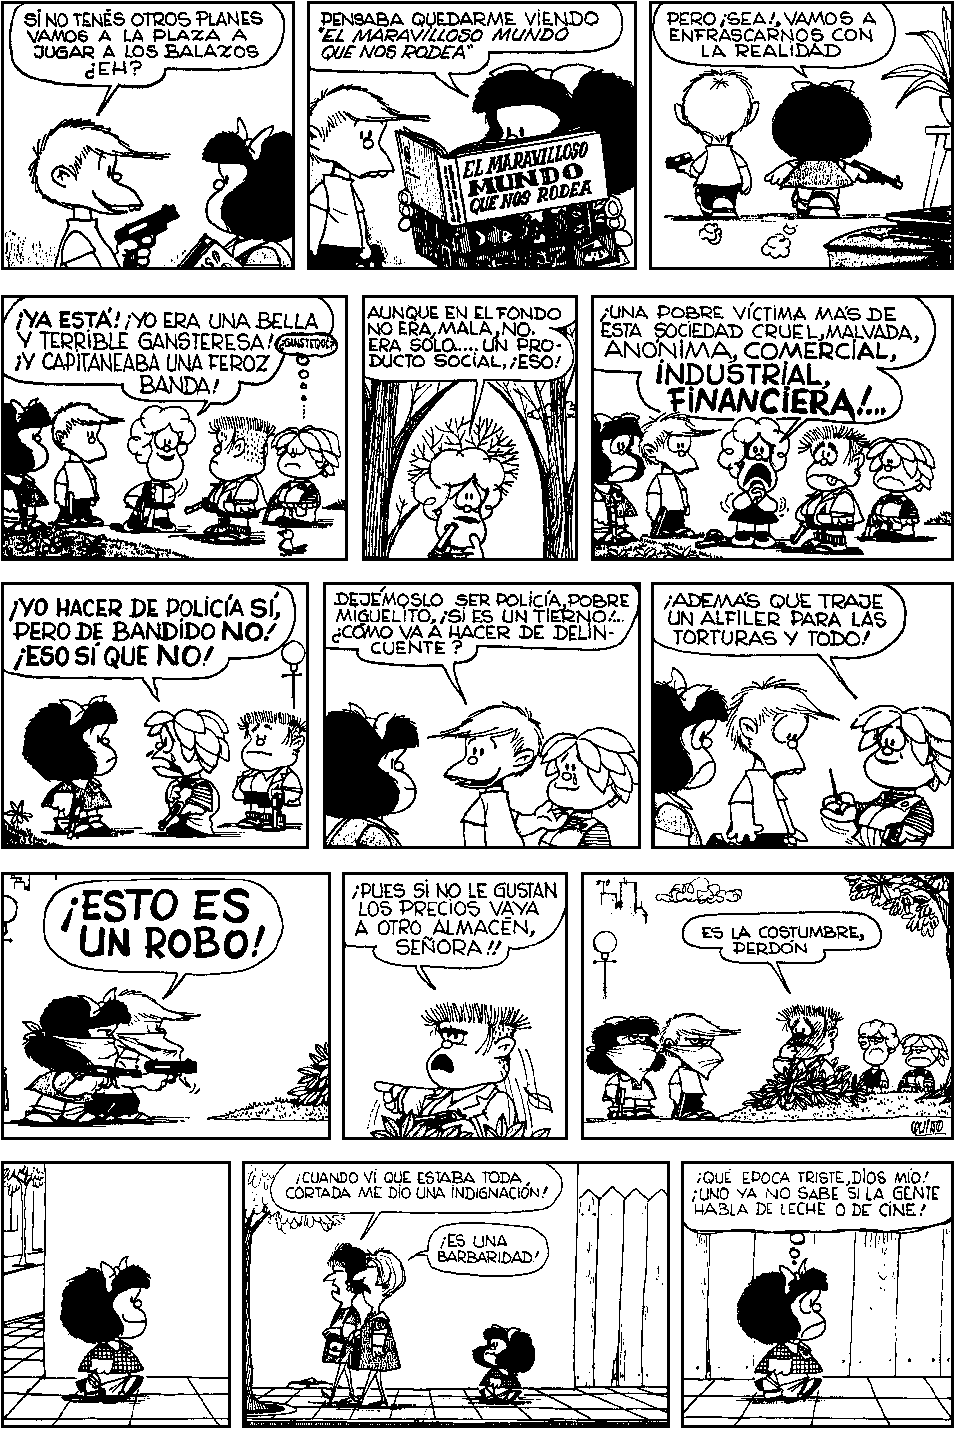 SI NO TENÉS OTROS PLANES
VAMOS A LA PLAZA A
JUGAR A LOS BALAZOS
¿EH?
PENSABA QUEDARME VIENDO
"EL MARAVILLOSO MUNDO
QUE NOS RODEA"
EL MARAVILLOSO
MUNDO
QUE NOS RODEA
PERO ¡SEA!, VAMOS A
ENFRASCARNOS CON
LA REALIDAD
¡YA ESTÁ! ¡YO ERA UNA BELLA
Y TERRIBLE GANSTERESA!
¡Y CAPITANEABA UNA FEROZ
BANDA!
AUNQUE EN EL FONDO
NO ERA, MALA, NO.
ERA SÓLO.... UN PRO-
DUCTO SOCIAL, ¡ESO!
¡UNA POBRE VÍCTIMA MÁS DE
ESTA SOCIEDAD CRUEL, MALVADA,
ANÓNIMA, COMERCIAL,
INDUSTRIAL,
FINANCIERA!...
¡YO HACER DE POLICÍA SÍ,
PERO DE BANDIDO NO!
¡ESO SÍ QUE NO!
DEJÉMOSLO SER POLICÍA, POBRE
MIGUELITO, ¡SI ES UN TIERNO!...
¿CÓMO VA A HACER DE DELIN-
CUENTE?
¡ADEMÁS QUE TRAJE
UN ALFILER PARA LAS
TORTURAS Y TODO!
¡ESTO ES
UN ROBO!
¡PUES SI NO LE GUSTAN
LOS PRECIOS VAYA
A OTRO ALMACÉN,
SEÑORA!!
ES LA COSTUMBRE,
PERDÓN
QUINO
¡CUANDO VÍ QUE ESTABA TODA
CORTADA ME DIO UNA INDIGNACIÓN!
¡ES UNA
BARBARIDAD!
¡QUÉ EPOCA TRISTE, DIOS MÍO!
¡UNO YA NO SABE SI LA GENTE
HABLA DE LECHE O DE CINE!